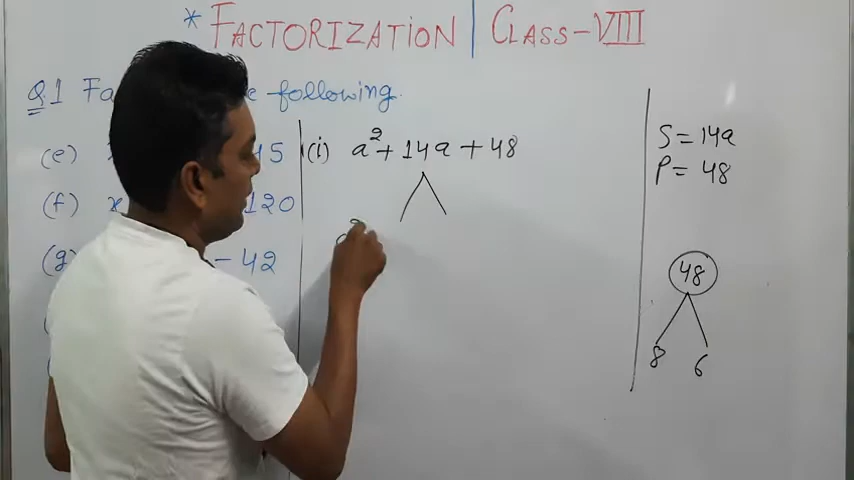 * FACTORIZATION | CLASS-VIII
Q.1 Fa following.
(e) 45
(f) x 120
(g) - 42
(i) a² + 14a + 48
S = 14a
P = 48
48
8 6